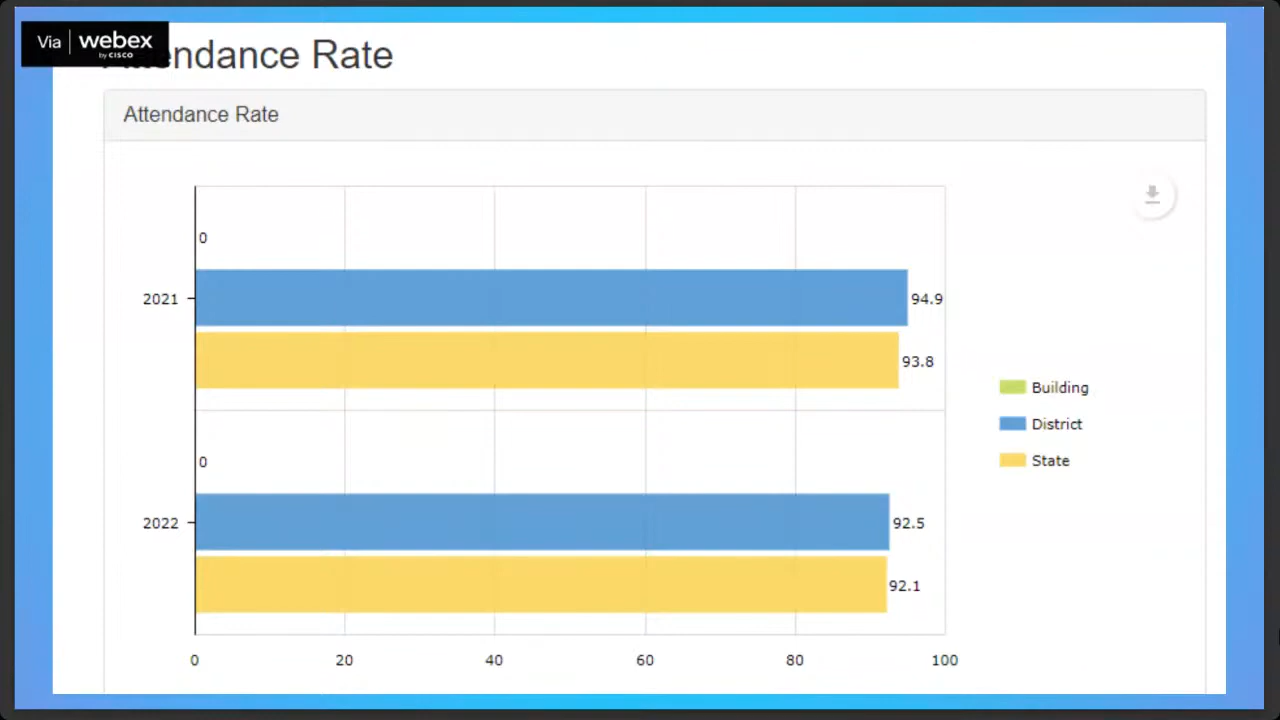 Via webex
by CISCO
endance Rate
Attendance Rate
0
2021
94.9
93.8
Building
District
State
0
2022
92.5
92.1
0 20 40 60 80 100